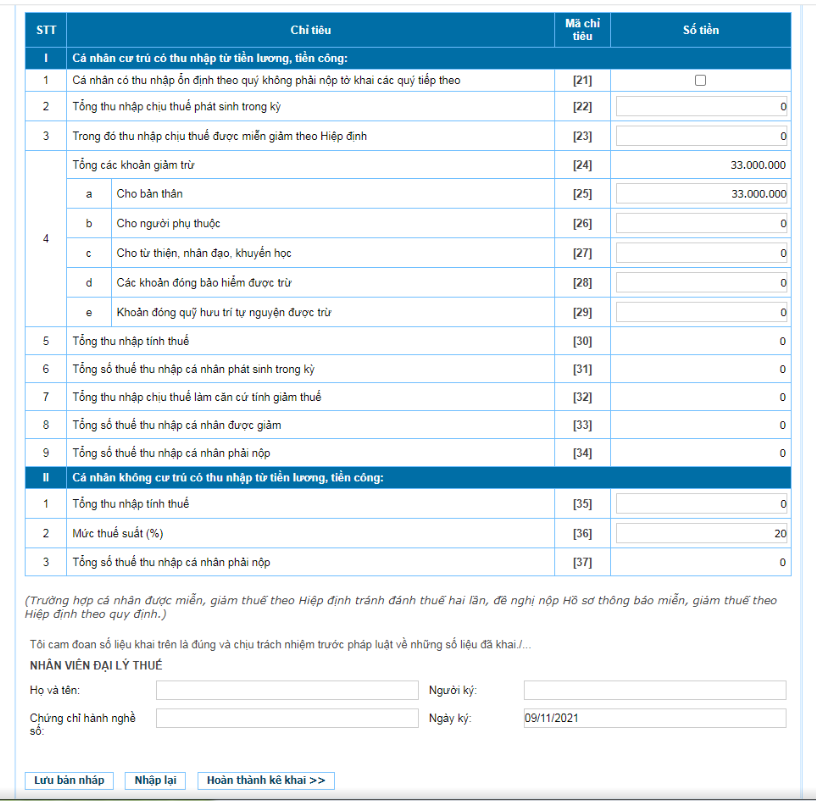 STT Chỉ tiêu Mã chỉ tiêu Số tiền
I Cá nhân cư trú có thu nhập từ tiền lương, tiền công:
1 Cá nhân có thu nhập ổn định theo quý không phải nộp tờ khai các quý tiếp theo [21]
2 Tổng thu nhập chịu thuế phát sinh trong kỳ [22] 0
3 Trong đó thu nhập chịu thuế được miễn giảm theo Hiệp định [23] 0
4 Tổng các khoản giảm trừ [24] 33.000.000
a Cho bản thân [25] 33.000.000
b Cho người phụ thuộc [26] 0
c Cho từ thiện, nhân đạo, khuyến học [27] 0
d Các khoản đóng bảo hiểm được trừ [28] 0
e Khoản đóng quỹ hưu trí tự nguyện được trừ [29] 0
5 Tổng thu nhập tính thuế [30] 0
6 Tổng số thuế thu nhập cá nhân phát sinh trong kỳ [31] 0
7 Tổng thu nhập chịu thuế làm căn cứ tính giảm thuế [32] 0
8 Tổng số thuế thu nhập cá nhân được giảm [33] 0
9 Tổng số thuế thu nhập cá nhân phải nộp [34] 0
II Cá nhân không cư trú có thu nhập từ tiền lương, tiền công:
1 Tổng thu nhập tính thuế [35] 0
2 Mức thuế suất (%) [36] 20
3 Tổng số thuế thu nhập cá nhân phải nộp [37] 0
(Trường hợp cá nhân được miễn, giảm thuế theo Hiệp định tránh đánh thuế hai lần, đề nghị nộp Hồ sơ thông báo miễn, giảm thuế theo
Hiệp định theo quy định.)
Tôi cam đoan số liệu khai trên là đúng và chịu trách nhiệm trước pháp luật về những số liệu đã khai./...
NHÂN VIÊN ĐẠI LÝ THUẾ
Họ và tên: Người ký:
Chứng chỉ hành nghề số: Ngày ký: 09/11/2021
Lưu bản nháp Nhập lại Hoàn thành kê khai >>